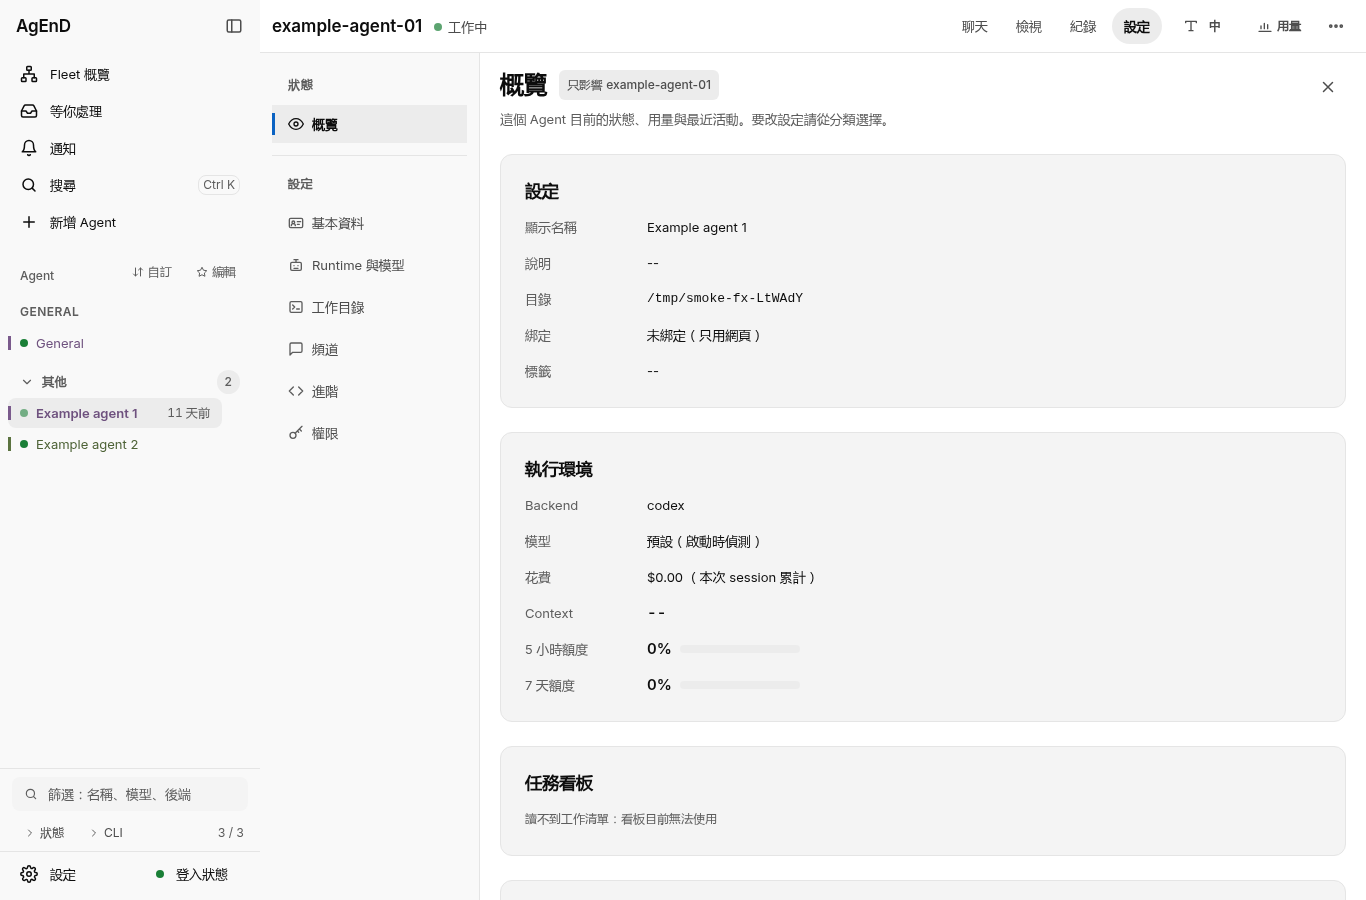 AgEnD
Fleet 概覽
等你處理
通知
搜尋 Ctrl K
新增 Agent
Agent 自訂 編輯
GENERAL
General
其他 2
Example agent 1 11 天前
Example agent 2
篩選：名稱、模型、後端
狀態 CLI 3 / 3
設定 登入狀態
example-agent-01 工作中 聊天 檢視 紀錄 設定 T 中 用量
狀態
概覽
設定
基本資料
Runtime 與模型
工作目錄
頻道
進階
權限
概覽 只影響 example-agent-01
這個 Agent 目前的狀態、用量與最近活動。要改設定請從分類選擇。
設定
顯示名稱 Example agent 1
說明 --
目錄 /tmp/smoke-fx-LtWAdY
綁定 未綁定（只用網頁）
標籤 --
執行環境
Backend codex
模型 預設（啟動時偵測）
花費 $0.00（本次 session 累計）
Context --
5 小時額度 0%
7 天額度 0%
任務看板
讀不到工作清單：看板目前無法使用